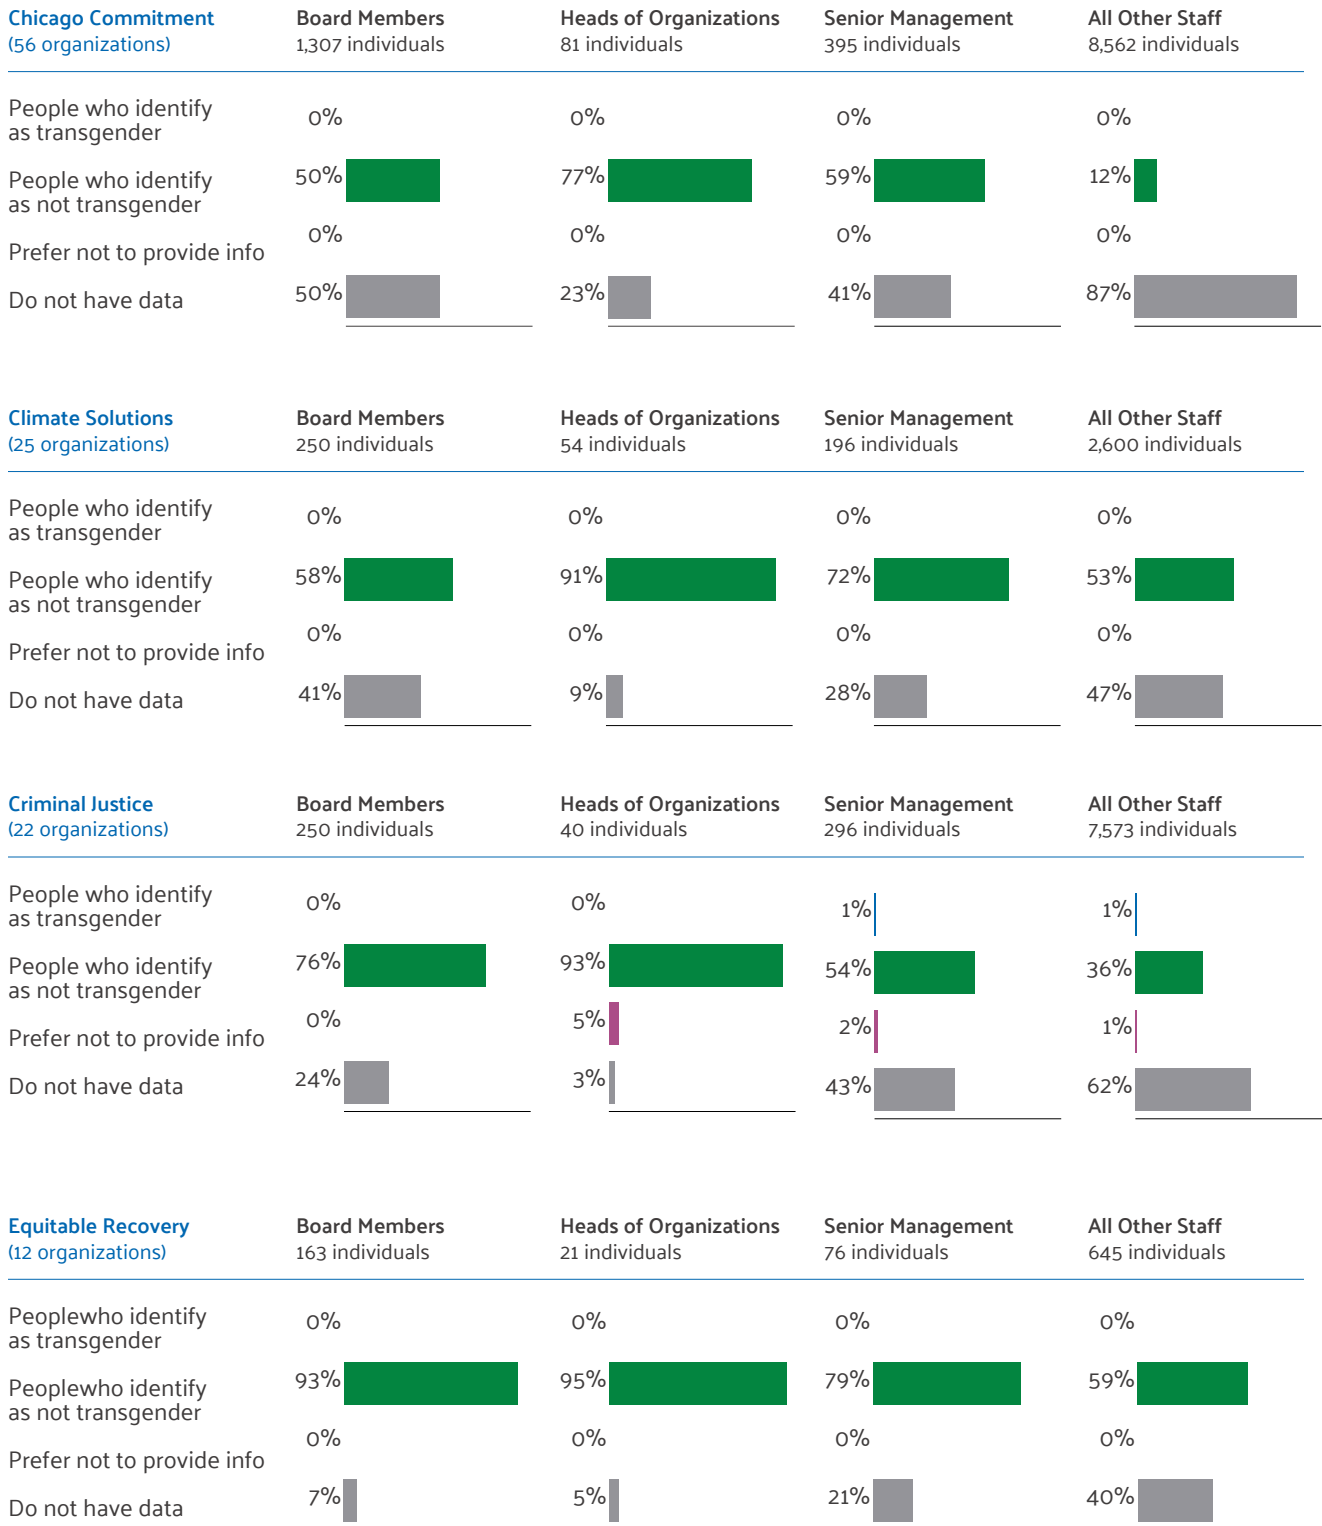 Chicago Commitment Board Members Heads of Organizations Senior Management All Other Staff
(56 organizations) 1,307 individuals 81 individuals 395 individuals 8,562 individuals
People who identify
as transgender 0% 0% 0% 0%
People who identify
as not transgender 50% 77% 59% 12%
Prefer not to provide info 0% 0% 0% 0%
Do not have data 50% 23% 41% 87%
Climate Solutions Board Members Heads of Organizations Senior Management All Other Staff
(25 organizations) 250 individuals 54 individuals 196 individuals 2,600 individuals
People who identify
as transgender 0% 0% 0% 0%
People who identify
as not transgender 58% 91% 72% 53%
Prefer not to provide info 0% 0% 0% 0%
Do not have data 41% 9% 28% 47%
Criminal Justice Board Members Heads of Organizations Senior Management All Other Staff
(22 organizations) 250 individuals 40 individuals 296 individuals 7,573 individuals
People who identify
as transgender 0% 0% 1% 1%
People who identify
as not transgender 76% 93% 54% 36%
Prefer not to provide info 0% 5% 2% 1%
Do not have data 24% 3% 43% 62%
Equitable Recovery Board Members Heads of Organizations Senior Management All Other Staff
(12 organizations) 163 individuals 21 individuals 76 individuals 645 individuals
Peoplewho identify
as transgender 0% 0% 0% 0%
Peoplewho identify
as not transgender 93% 95% 79% 59%
Prefer not to provide info 0% 0% 0% 0%
Do not have data 7% 5% 21% 40%